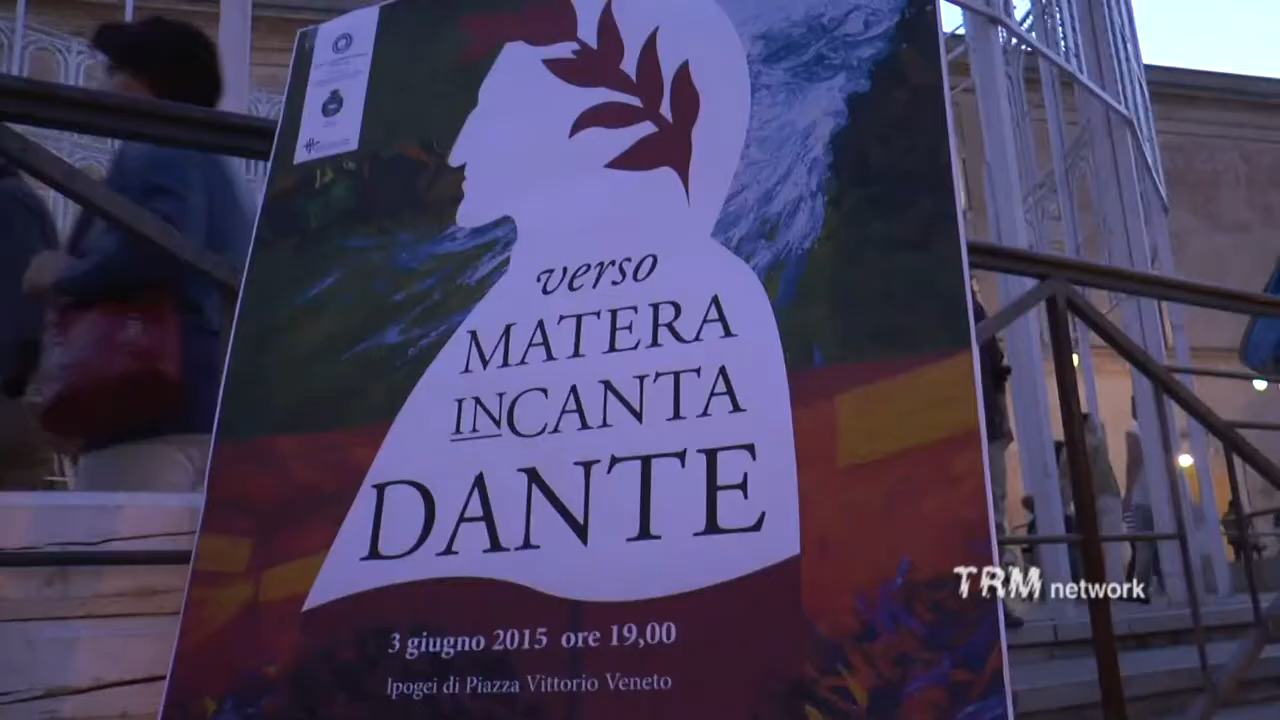 verso
MATERA
INCANTA
DANTE
3 giugno 2015 ore 19,00
Ipogei di Piazza Vittorio Veneto
TRM network